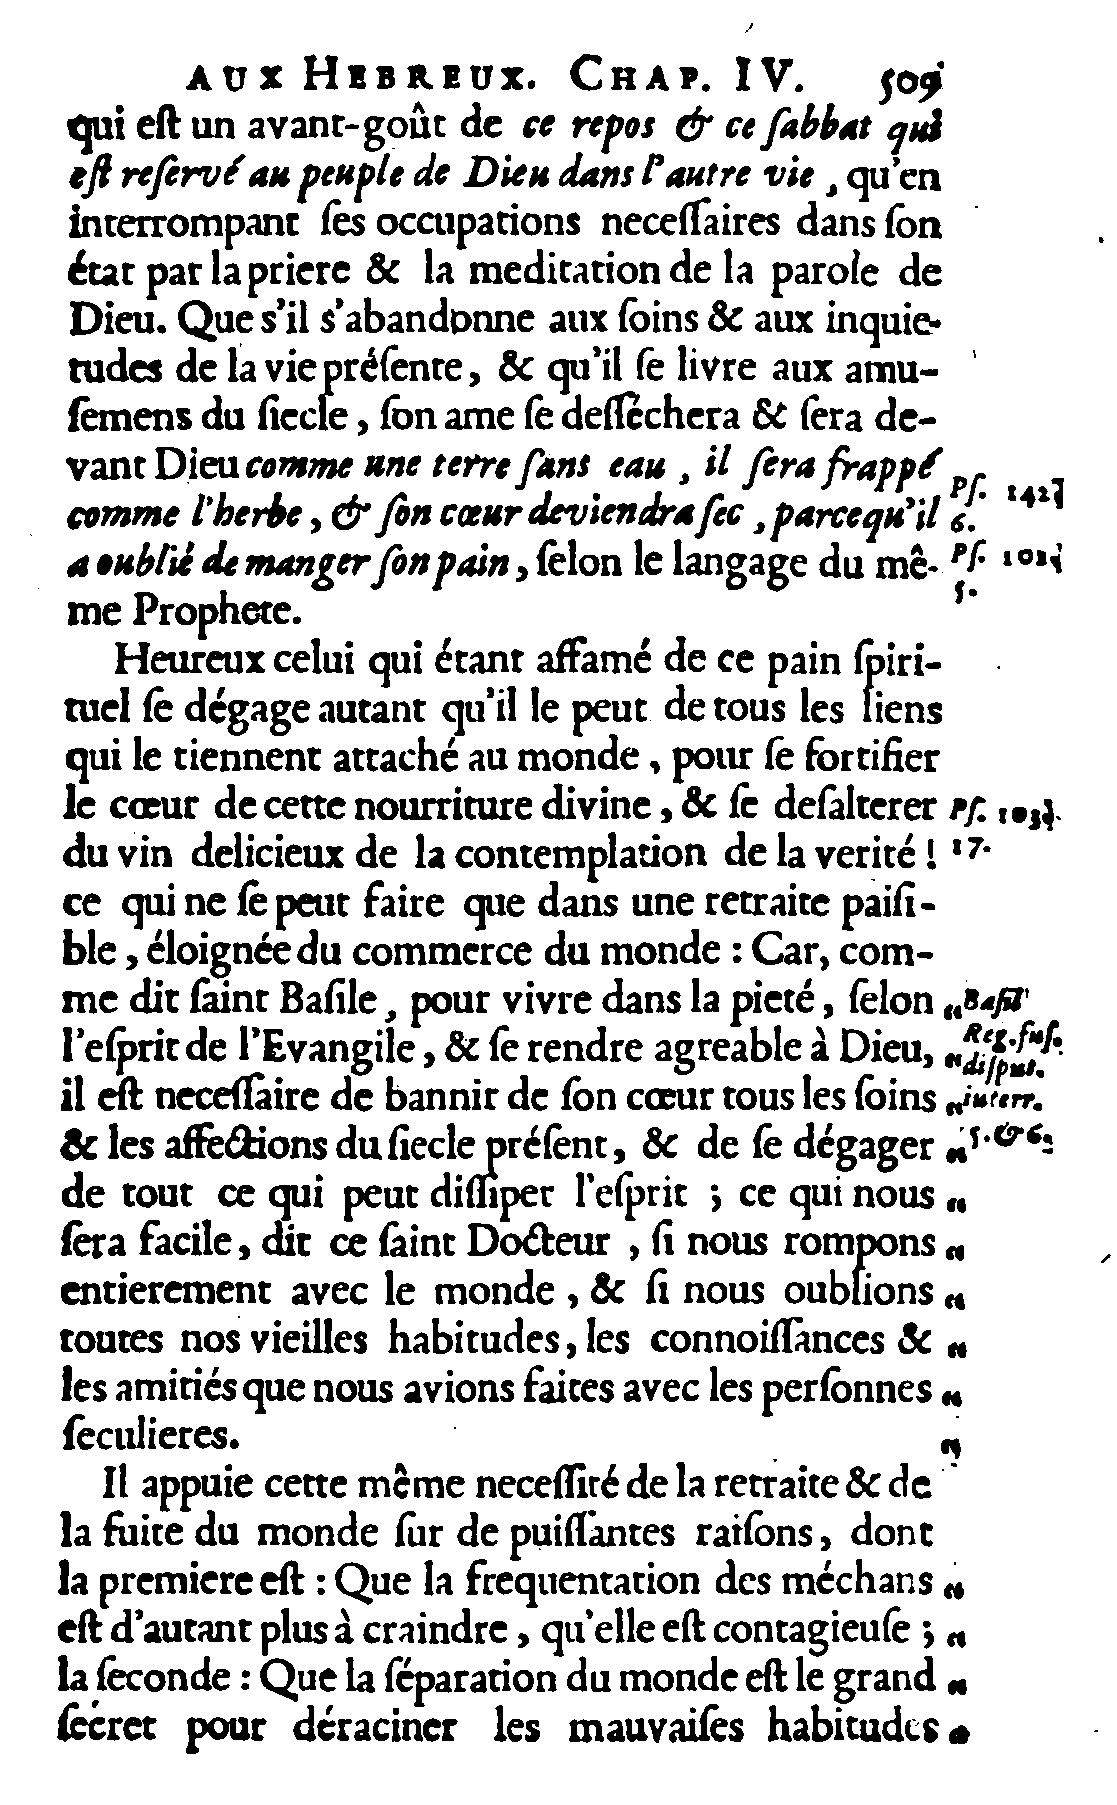 AUX HEBREUX. CHAP. IV. 509
qui eſt un avant-goût de ce repos & ce ſabbat qui
eſt reſervé au peuple de Dieu dans l'autre vie, qu'en
interrompant ſes occupations neceſſaires dans ſon
état par la priere & la meditation de la parole de
Dieu. Que s'il s'abandonne aux ſoins & aux inquie-
tudes de la vie préſente, & qu'il ſe livre aux amu-
ſemens du ſiecle, ſon ame ſe deſſéchera & ſera de-
vant Dieu comme une terre ſans eau, il ſera frappé
comme l'herbe, & ſon cœur deviendra ſec, parcequ'il
a oublié de manger ſon pain, ſelon le langage du mê-
me Prophete.
Pſ. 142.
6.
Pſ. 101.
5.
Heureux celui qui étant affamé de ce pain ſpiri-
tuel ſe dégage autant qu'il le peut de tous les liens
qui le tiennent attaché au monde, pour ſe fortifier
le cœur de cette nourriture divine, & ſe deſalterer
du vin delicieux de la contemplation de la verité !
ce qui ne ſe peut faire que dans une retraite paiſi-
ble, éloignée du commerce du monde : Car, com-
me dit ſaint Baſile, pour vivre dans la pieté, ſelon „
l'eſprit de l'Evangile, & ſe rendre agreable à Dieu, „
il eſt neceſſaire de bannir de ſon cœur tous les ſoins „
& les affections du ſiecle préſent, & de ſe dégager „
de tout ce qui peut diſſiper l'eſprit ; ce qui nous „
ſera facile, dit ce ſaint Docteur, ſi nous rompons „
entierement avec le monde, & ſi nous oublions „
toutes nos vieilles habitudes, les connoiſſances & „
les amitiés que nous avions faites avec les perſonnes „
ſeculieres. „
Pſ. 103.
17.
Baſil
Reg. fuſ.
diſput.
interr.
5. & 6.
Il appuie cette même neceſſité de la retraite & de
la fuite du monde ſur de puiſſantes raiſons, dont
la premiere eſt : Que la frequentation des méchans „
eſt d'autant plus à craindre, qu'elle eſt contagieuſe ; „
la ſeconde : Que la ſéparation du monde eſt le grand „
ſecret pour déraciner les mauvaiſes habitudes „